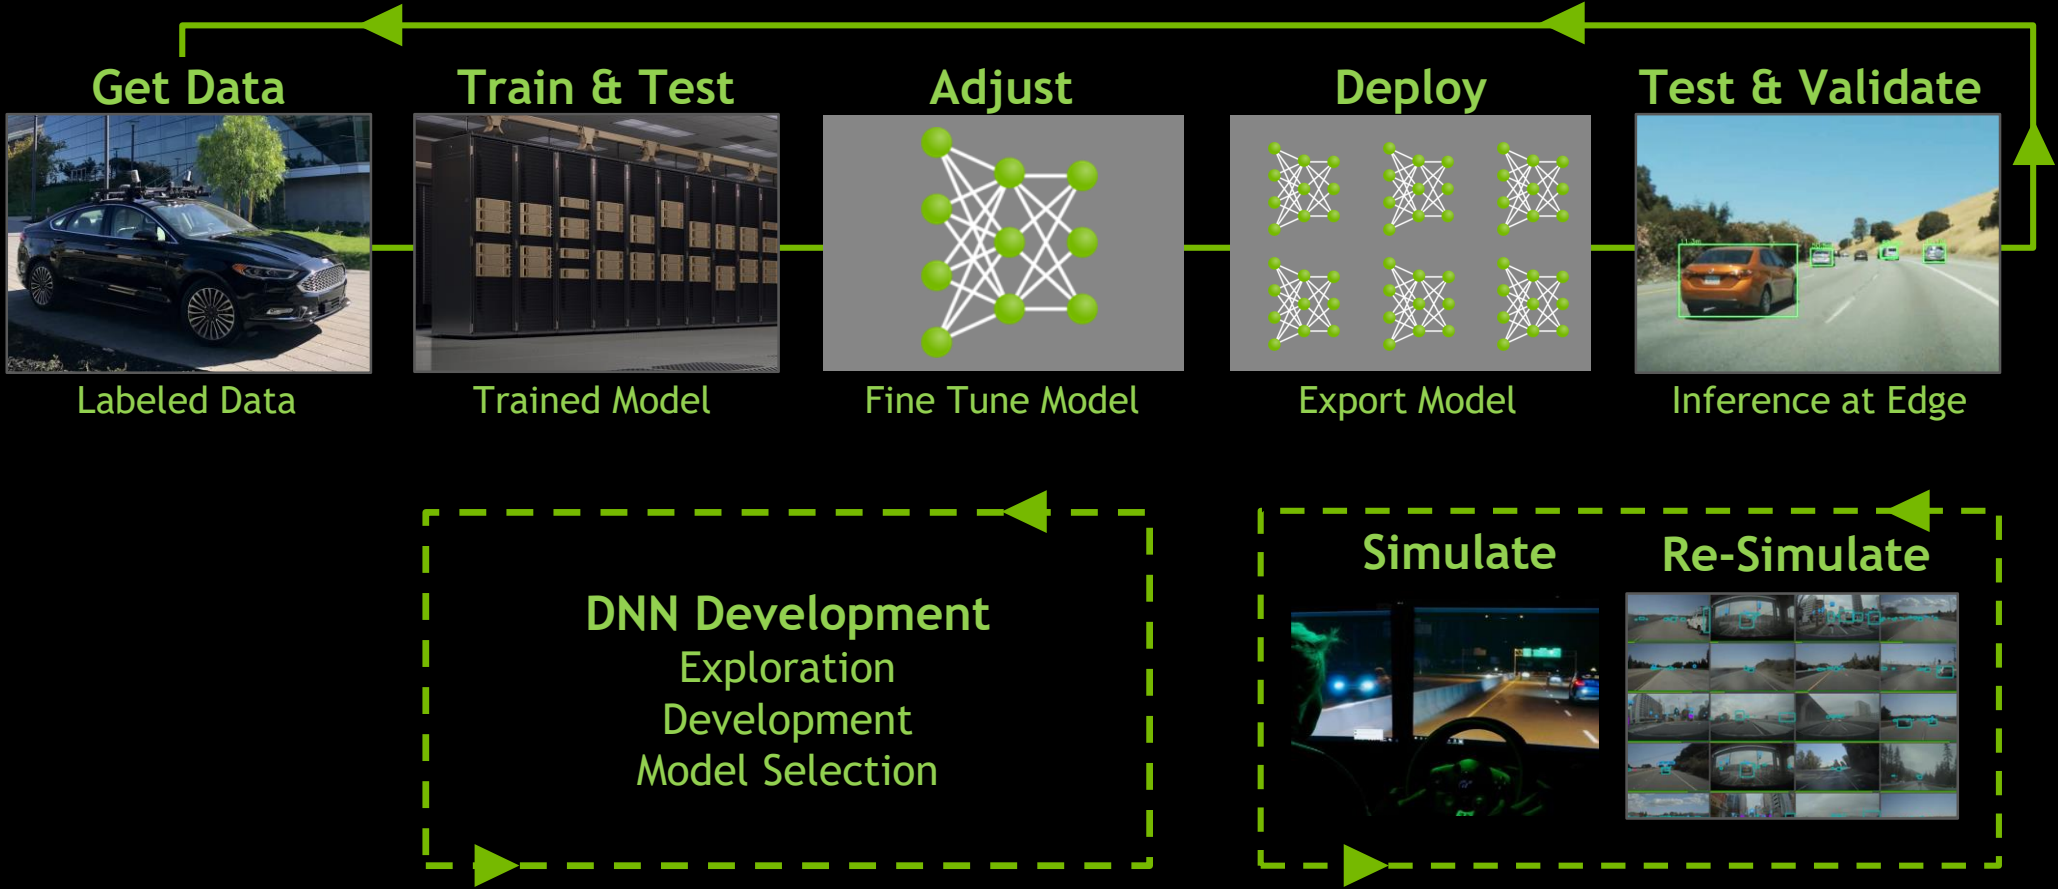 Get Data
Train & Test
Adjust
Deploy
Test & Validate
Labeled Data
Trained Model
Fine Tune Model
Export Model
Inference at Edge
DNN Development
Exploration
Development
Model Selection
Simulate
Re-Simulate